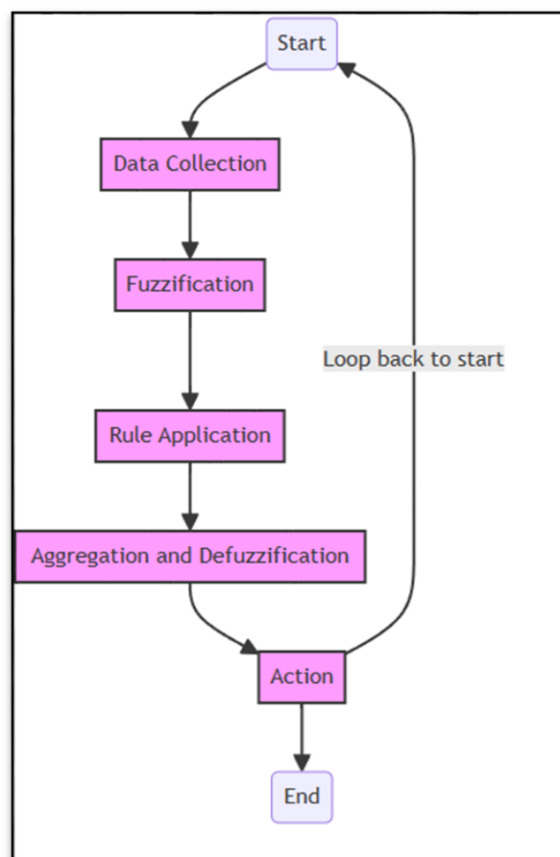 Start
Data Collection
Fuzzification
Loop back to start
Rule Application
Aggregation and Defuzzification
Action
End